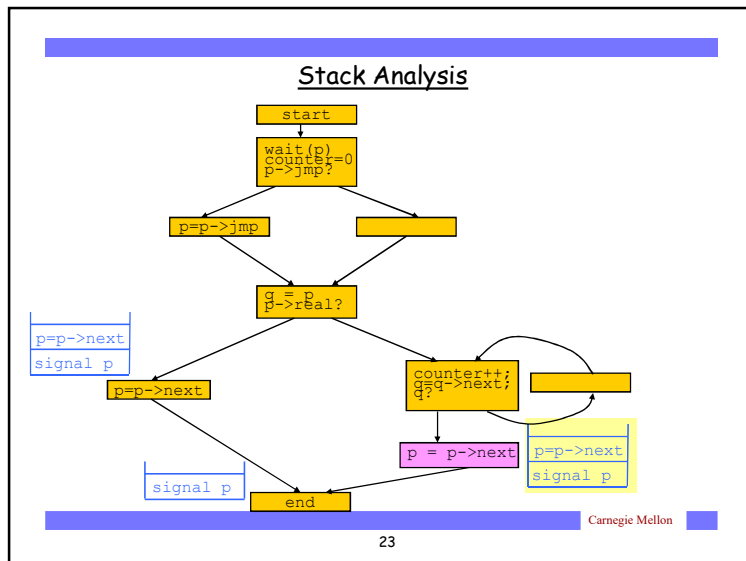 Stack Analysis
start
wait(p)
counter=0
p->jmp?
p=p->jmp
q = p
p->real?
p=p->next
signal p
p=p->next
counter++;
q=q->next;
q?
p = p->next
p=p->next
signal p
signal p
end
Carnegie Mellon
23